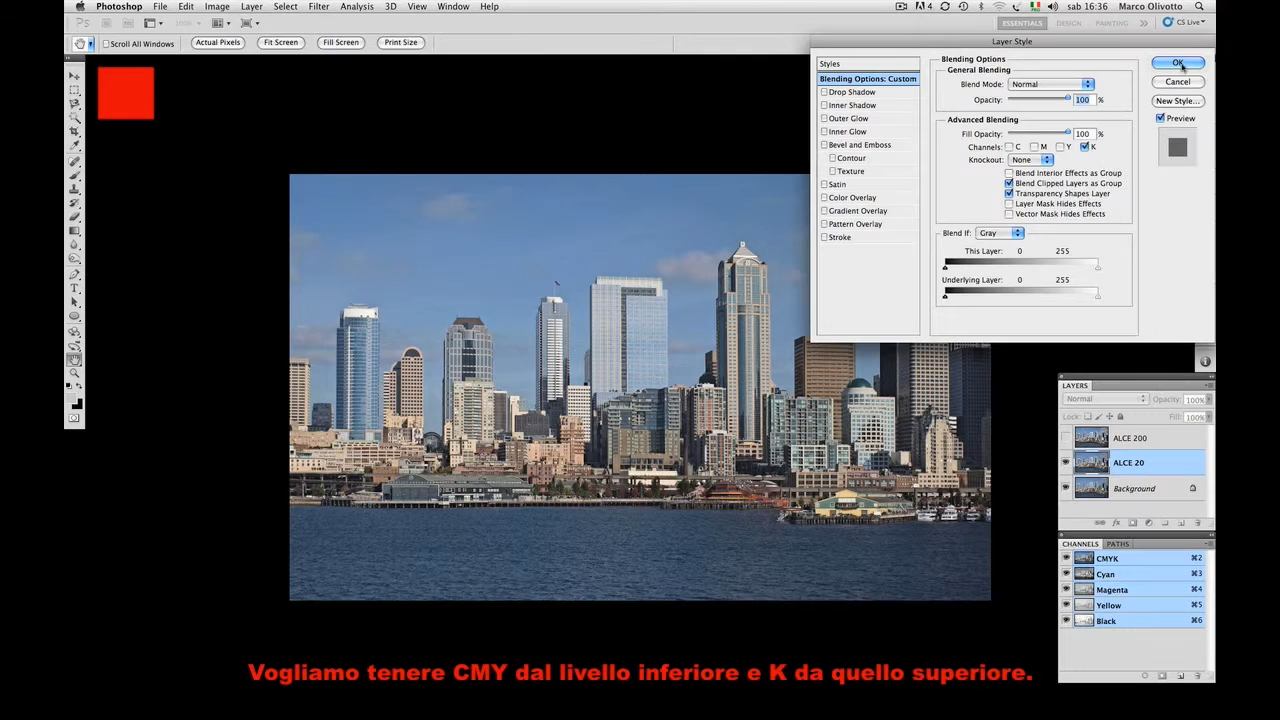 Photoshop File Edit Image Layer Select Filter Analysis 3D View Window Help 4 sab 16:36 Marco Olivotto
Ps ESSENTIALS DESIGN PAINTING >> CS Live
Scroll All Windows Actual Pixels Fit Screen Fill Screen Print Size
Layer Style
Styles
Blending Options: Custom
Drop Shadow
Inner Shadow
Outer Glow
Inner Glow
Bevel and Emboss
Contour
Texture
Satin
Color Overlay
Gradient Overlay
Pattern Overlay
Stroke
Blending Options
General Blending
Blend Mode: Normal
Opacity: 100 %
Advanced Blending
Fill Opacity: 100 %
Channels: C M Y K
Knockout: None
Blend Interior Effects as Group
Blend Clipped Layers as Group
Transparency Shapes Layer
Layer Mask Hides Effects
Vector Mask Hides Effects
Blend If: Gray
This Layer: 0 255
Underlying Layer: 0 255
OK
Cancel
New Style...
Preview
LAYERS
Normal Opacity: 100%
Lock: Fill: 100%
ALCE 200
ALCE 20
Background
CHANNELS PATHS
CMYK ⌘2
Cyan ⌘3
Magenta ⌘4
Yellow ⌘5
Black ⌘6
Vogliamo tenere CMY dal livello inferiore e K da quello superiore.